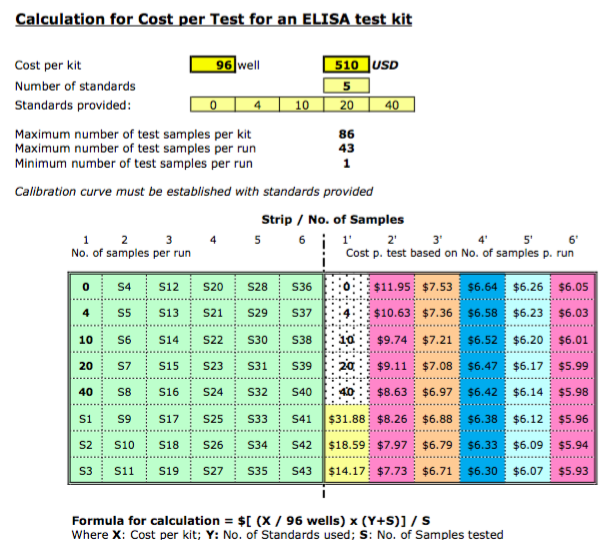 Calculation for Cost per Test for an ELISA test kit
Cost per kit 96 well 510 USD
Number of standards 5
Standards provided: 0 4 10 20 40
Maximum number of test samples per kit 86
Maximum number of test samples per run 43
Minimum number of test samples per run 1
Calibration curve must be established with standards provided
Strip / No. of Samples
1 2 3 4 5 6 1' 2' 3' 4' 5' 6'
No. of samples per run Cost p. test based on No. of samples p. run
0 S4 S12 S20 S28 S36 0 $11.95 $7.53 $6.64 $6.26 $6.05
4 S5 S13 S21 S29 S37 4 $10.63 $7.36 $6.58 $6.23 $6.03
10 S6 S14 S22 S30 S38 10 $9.74 $7.21 $6.52 $6.20 $6.01
20 S7 S15 S23 S31 S39 20 $9.11 $7.08 $6.47 $6.17 $5.99
40 S8 S16 S24 S32 S40 40 $8.63 $6.97 $6.42 $6.14 $5.98
S1 S9 S17 S25 S33 S41 $31.88 $8.26 $6.88 $6.38 $6.12 $5.96
S2 S10 S18 S26 S34 S42 $18.59 $7.97 $6.79 $6.33 $6.09 $5.94
S3 S11 S19 S27 S35 S43 $14.17 $7.73 $6.71 $6.30 $6.07 $5.93
Formula for calculation = $[ (X / 96 wells) x (Y+S)] / S
Where X: Cost per kit; Y: No. of Standards used; S: No. of Samples tested